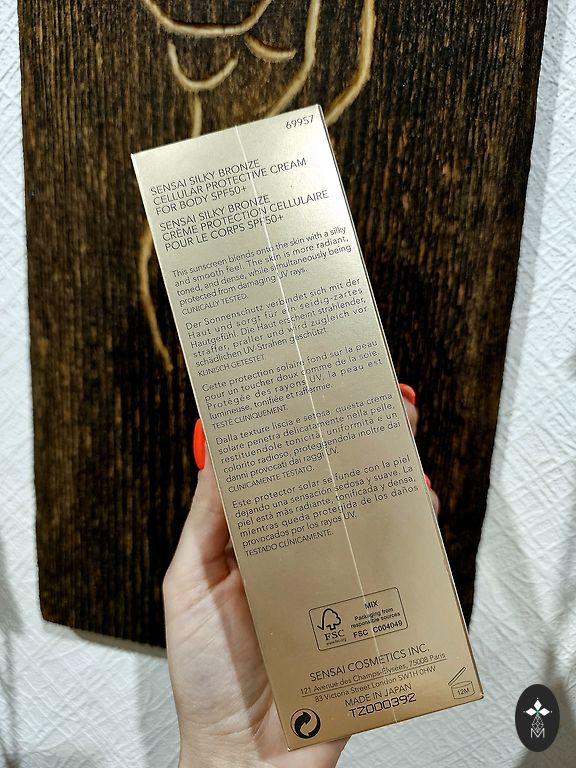 69957
SENSAI SILKY BRONZE
CELLULAR PROTECTIVE CREAM
FOR BODY SPF50+
SENSAI SILKY BRONZE
CRÈME PROTECTION CELLULAIRE
POUR LE CORPS SPF50+
This sunscreen blends onto the skin with a silky
and smooth feel. The skin is more radiant,
toned, and dense, while simultaneously being
protected from damaging UV rays.
CLINICALLY TESTED.
Der Sonnenschutz verbindet sich mit der
Haut und sorgt für ein seidig-zartes
Hautgefühl. Die Haut erscheint strahlender,
straffer, praller und wird zugleich vor
schädlichen UV-Strahlen geschützt.
KLINISCH GETESTET.
Cette protection solaire fond sur la peau
pour un toucher doux comme de la soie.
Protégée des rayons UV, la peau est
lumineuse, tonifiée et raffermie.
TESTÉ CLINIQUEMENT.
Dalla texture liscia e setosa, questa crema
solare penetra delicatamente nella pelle,
restituendole tonicità, uniformità e un
colorito radioso, proteggendola inoltre dai
danni provocati dai raggi UV.
CLINICAMENTE TESTATO.
Este protector solar se funde con la piel
dejando una sensación sedosa y suave. La
piel está más radiante, tonificada y densa,
mientras queda protegida de los daños
provocados por los rayos UV.
TESTADO CLÍNICAMENTE.
FSC
www.fsc.org
MIX
Packaging from
responsible sources
FSC C004049
SENSAI COSMETICS INC.
121 Avenue des Champs-Élysées, 75008 Paris
83 Victoria Street London SW1H 0HW
MADE IN JAPAN
TZ000392
12M
M